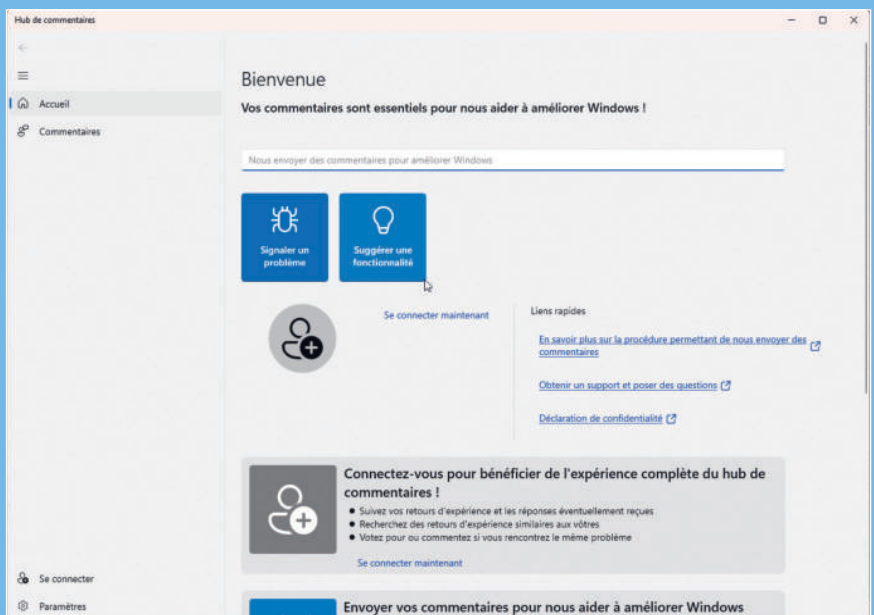 Hub de commentaires
Accueil
Commentaires
Bienvenue
Vos commentaires sont essentiels pour nous aider à améliorer Windows !
Nous envoyer des commentaires pour améliorer Windows
Signaler un
problème
Suggérer une
fonctionnalité
Se connecter maintenant
Liens rapides
En savoir plus sur la procédure permettant de nous envoyer des
commentaires
Obtenir un support et poser des questions
Déclaration de confidentialité
Connectez-vous pour bénéficier de l'expérience complète du hub de
commentaires !
● Suivez vos retours d'expérience et les réponses éventuellement reçues
● Recherchez des retours d'expérience similaires aux vôtres
● Votez pour ou commentez si vous rencontrez le même problème
Se connecter maintenant
Se connecter
Paramètres
Envoyer vos commentaires pour nous aider à améliorer Windows